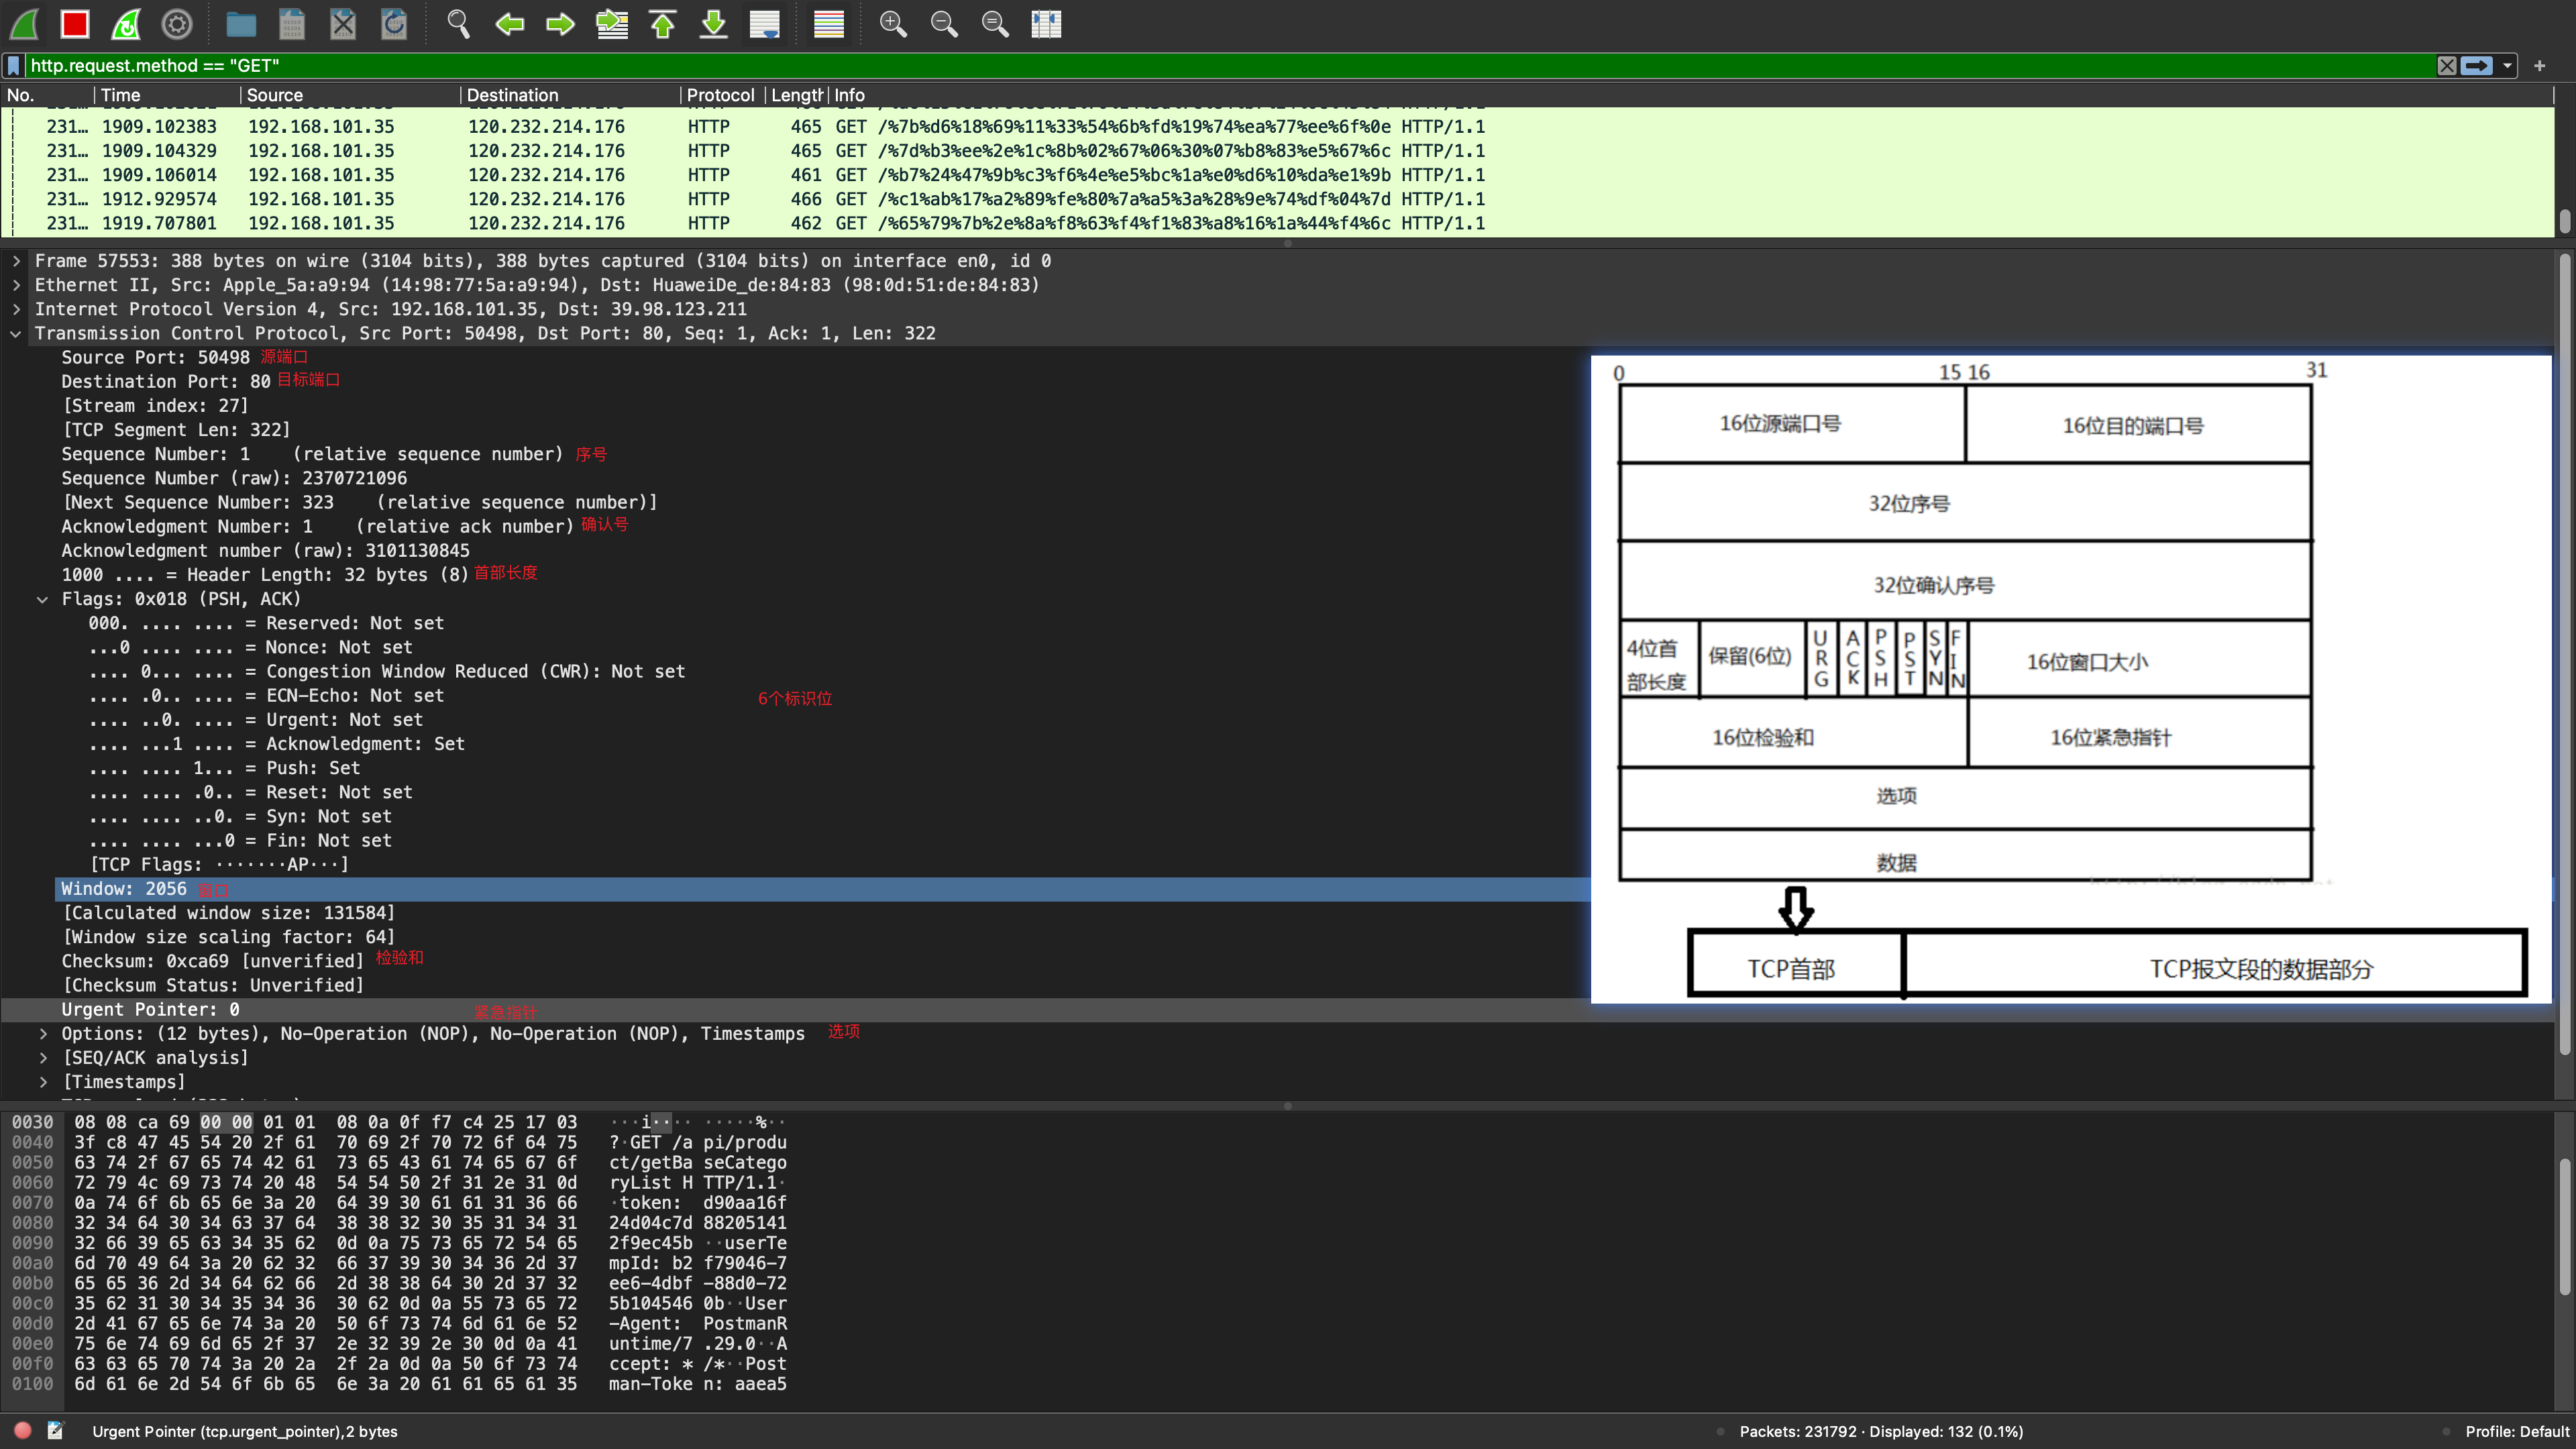 http.request.method == "GET"
No. Time Source Destination Protocol Length Info
231… 1909.102383 192.168.101.35 120.232.214.176 HTTP 465 GET /%7b%d6%18%69%11%33%54%6b%fd%19%74%ea%77%ee%6f%0e HTTP/1.1
231… 1909.104329 192.168.101.35 120.232.214.176 HTTP 465 GET /%7d%b3%ee%2e%1c%8b%02%67%06%30%07%b8%83%e5%67%6c HTTP/1.1
231… 1909.106014 192.168.101.35 120.232.214.176 HTTP 461 GET /%b7%24%47%9b%c3%f6%4e%e5%bc%1a%e0%d6%10%da%e1%9b HTTP/1.1
231… 1912.929574 192.168.101.35 120.232.214.176 HTTP 466 GET /%c1%ab%17%a2%89%fe%80%7a%a5%3a%28%9e%74%df%04%7d HTTP/1.1
231… 1919.707801 192.168.101.35 120.232.214.176 HTTP 462 GET /%65%79%7b%2e%8a%f8%63%f4%f1%83%a8%16%1a%44%f4%6c HTTP/1.1
Frame 57553: 388 bytes on wire (3104 bits), 388 bytes captured (3104 bits) on interface en0, id 0
Ethernet II, Src: Apple_5a:a9:94 (14:98:77:5a:a9:94), Dst: HuaweiDe_de:84:83 (98:0d:51:de:84:83)
Internet Protocol Version 4, Src: 192.168.101.35, Dst: 39.98.123.211
Transmission Control Protocol, Src Port: 50498, Dst Port: 80, Seq: 1, Ack: 1, Len: 322
Source Port: 50498 源端口
Destination Port: 80 目标端口
[Stream index: 27]
[TCP Segment Len: 322]
Sequence Number: 1 (relative sequence number) 序号
Sequence Number (raw): 2370721096
[Next Sequence Number: 323 (relative sequence number)]
Acknowledgment Number: 1 (relative ack number) 确认号
Acknowledgment number (raw): 3101130845
1000 .... = Header Length: 32 bytes (8) 首部长度
Flags: 0x018 (PSH, ACK)
000. .... .... = Reserved: Not set
...0 .... .... = Nonce: Not set
.... 0... .... = Congestion Window Reduced (CWR): Not set
.... .0.. .... = ECN-Echo: Not set
6个标识位
.... ..0. .... = Urgent: Not set
.... ...1 .... = Acknowledgment: Set
.... .... 1... = Push: Set
.... .... .0.. = Reset: Not set
.... .... ..0. = Syn: Not set
.... .... ...0 = Fin: Not set
[TCP Flags: ·······AP···]
Window: 2056 窗口
[Calculated window size: 131584]
[Window size scaling factor: 64]
Checksum: 0xca69 [unverified] 检验和
[Checksum Status: Unverified]
Urgent Pointer: 0 紧急指针
Options: (12 bytes), No-Operation (NOP), No-Operation (NOP), Timestamps 选项
[SEQ/ACK analysis]
[Timestamps]
0 15 16 31
16位源端口号 16位目的端口号
32位序号
32位确认序号
4位首部长度 保留(6位) URG ACK PSH PST SYN FIN 16位窗口大小
16位检验和 16位紧急指针
选项
数据
TCP首部 TCP报文段的数据部分
0030 08 08 ca 69 00 00 01 01 08 0a 0f f7 c4 25 17 03 ···i·· ·····%··
0040 3f c8 47 45 54 20 2f 61 70 69 2f 70 72 6f 64 75 ?·GET /a pi/produ
0050 63 74 2f 67 65 74 42 61 73 65 43 61 74 65 67 6f ct/getBa seCatego
0060 72 79 4c 69 73 74 20 48 54 54 50 2f 31 2e 31 0d ryList H TTP/1.1·
0070 0a 74 6f 6b 65 6e 3a 20 64 39 30 61 61 31 36 66 ·token: d90aa16f
0080 32 34 64 30 34 63 37 64 38 38 32 30 35 31 34 31 24d04c7d 88205141
0090 32 66 39 65 63 34 35 62 0d 0a 75 73 65 72 54 65 2f9ec45b ··userTe
00a0 6d 70 49 64 3a 20 62 32 66 37 39 30 34 36 2d 37 mpId: b2 f79046-7
00b0 65 65 36 2d 34 64 62 66 2d 38 38 64 30 2d 37 32 ee6-4dbf -88d0-72
00c0 35 62 31 30 34 35 34 36 30 62 0d 0a 55 73 65 72 5b104546 0b··User
00d0 2d 41 67 65 6e 74 3a 20 50 6f 73 74 6d 61 6e 52 -Agent: PostmanR
00e0 75 6e 74 69 6d 65 2f 37 2e 32 39 2e 30 0d 0a 41 untime/7 .29.0··A
00f0 63 63 65 70 74 3a 20 2a 2f 2a 0d 0a 50 6f 73 74 ccept: * /*··Post
0100 6d 61 6e 2d 54 6f 6b 65 6e 3a 20 61 61 65 61 35 man-Toke n: aaea5
Urgent Pointer (tcp.urgent_pointer),2 bytes
Packets: 231792 · Displayed: 132 (0.1%)
Profile: Default